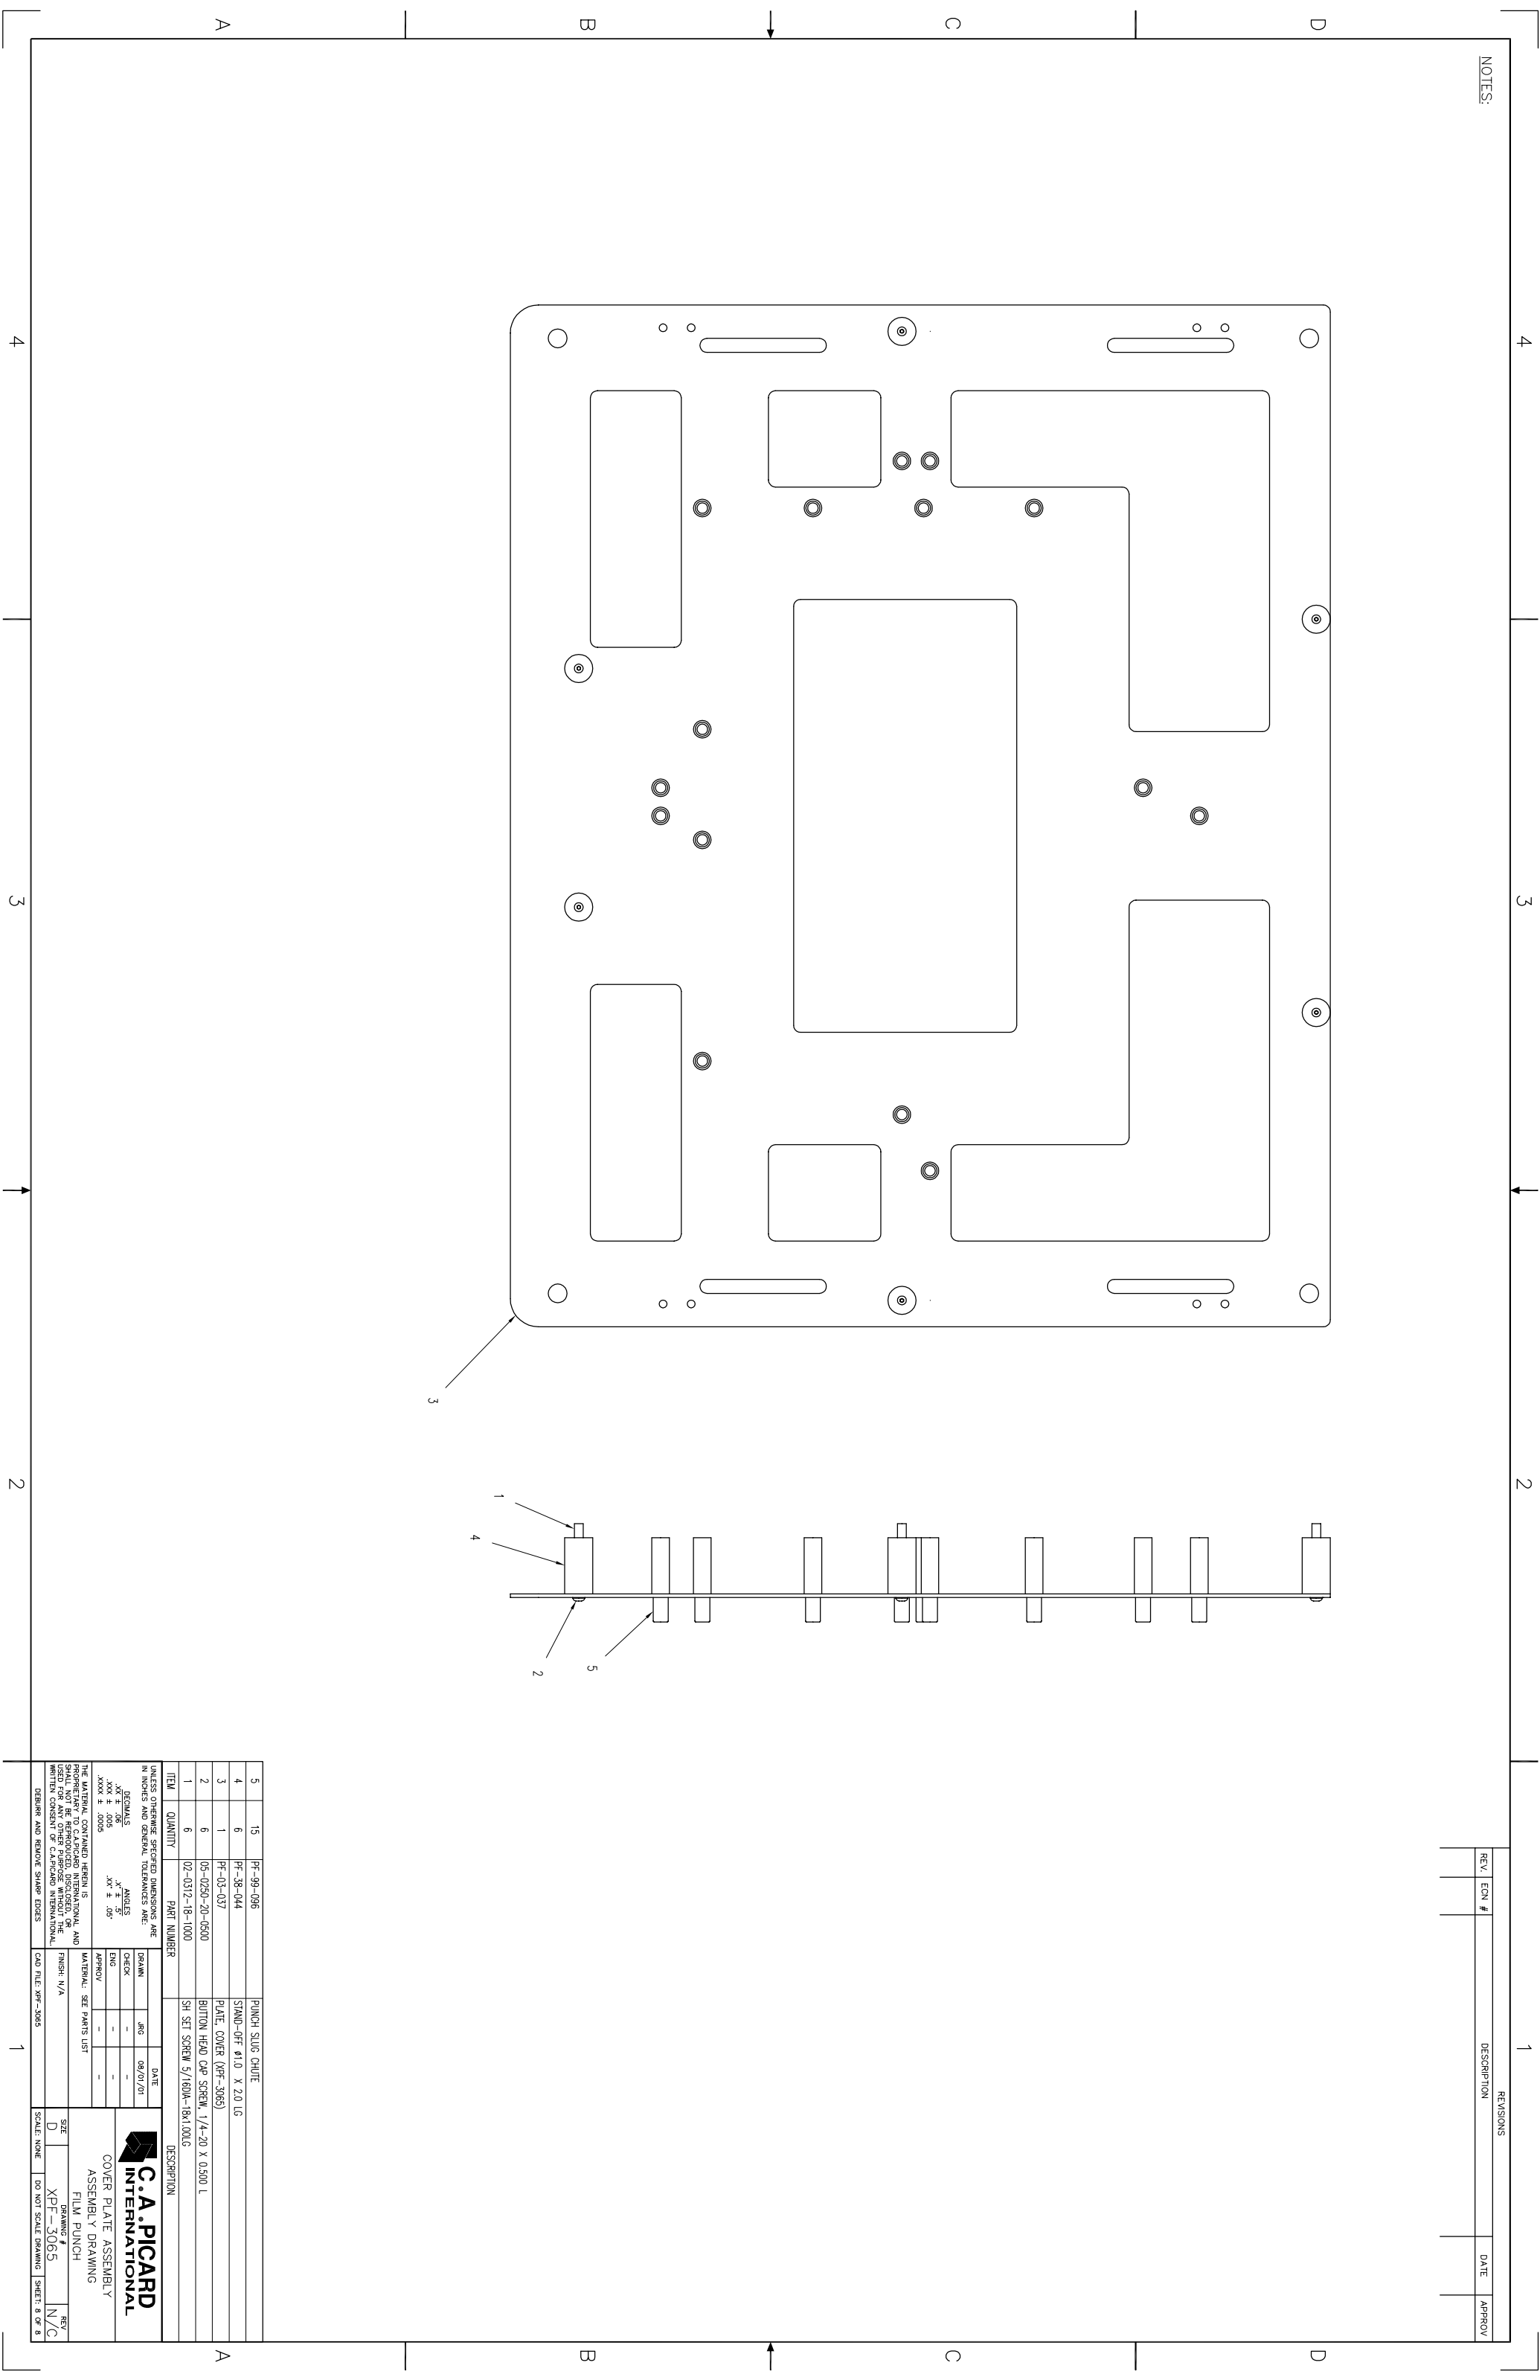 NOTES:
REVISIONS
REV. ECN # DESCRIPTION DATE APPROV
4 3 2 1
D D
C C
B B
A A
4 3 2 1
3
1
4
2
5
5 15 PF-99-096 PUNCH SLUG CHUTE
4 6 PF-38-044 STAND-OFF ø1.0 X 2.0 LG
3 1 PF-03-037 PLATE, COVER (XPF-3065)
2 6 05-0250-20-0500 BUTTON HEAD CAP SCREW, 1/4-20 X 0.500 L
1 6 02-0312-18-1000 SH SET SCREW 5/16DIA-18x1.00LG
ITEM QUANTITY PART NUMBER DESCRIPTION
UNLESS OTHERWISE SPECIFIED DIMENSIONS ARE
IN INCHES AND GENERAL TOLERANCES ARE:
DECIMALS ANGLES
.XX ± .06 .X° ± .5°
.XXX ± .005 .XX° ± .05°
.XXXX ± .0005
THE MATERIAL CONTAINED HEREIN IS
PROPRIETARY TO C.A.PICARD INTERNATIONAL AND
SHALL NOT BE REPRODUCED, DISCLOSED, OR
USED FOR ANY OTHER PURPOSE WITHOUT THE
WRITTEN CONSENT OF C.A.PICARD INTERNATIONAL.
DEBURR AND REMOVE SHARP EDGES
DATE
DRAWN JRG 08/01/01
CHECK - -
ENG - -
APPROV - -
MATERIAL: SEE PARTS LIST
FINISH: N/A
CAD FILE: XPF-3065
C.A.PICARD
INTERNATIONAL
COVER PLATE ASSEMBLY
ASSEMBLY DRAWING
FILM PUNCH
SIZE DRAWING # REV
D XPF-3065 N/C
SCALE: NONE DO NOT SCALE DRAWING SHEET: 8 OF 8